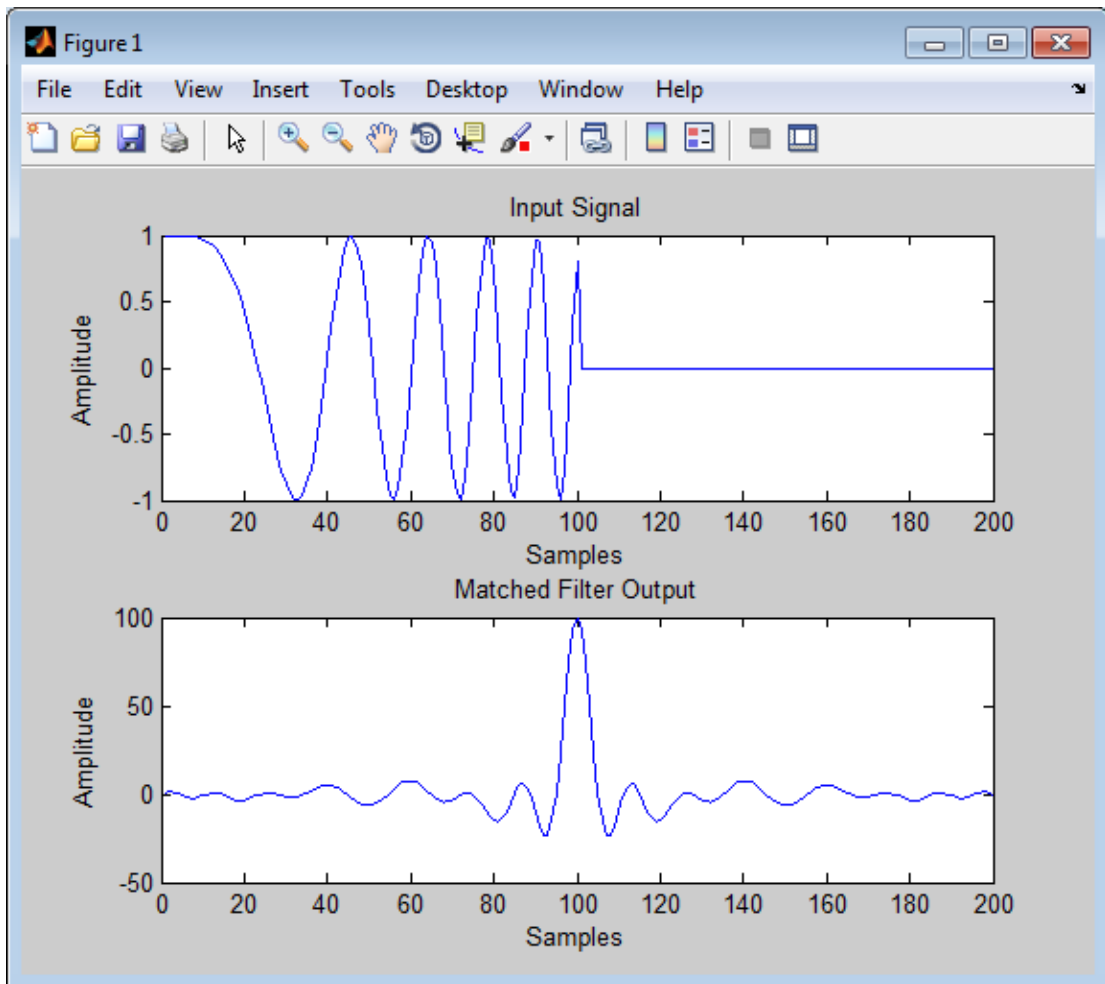 Figure 1
File Edit View Insert Tools Desktop Window Help
Input Signal
1
0.5
0
-0.5
-1
Amplitude
0 20 40 60 80 100 120 140 160 180 200
Samples
Matched Filter Output
100
50
0
-50
Amplitude
0 20 40 60 80 100 120 140 160 180 200
Samples